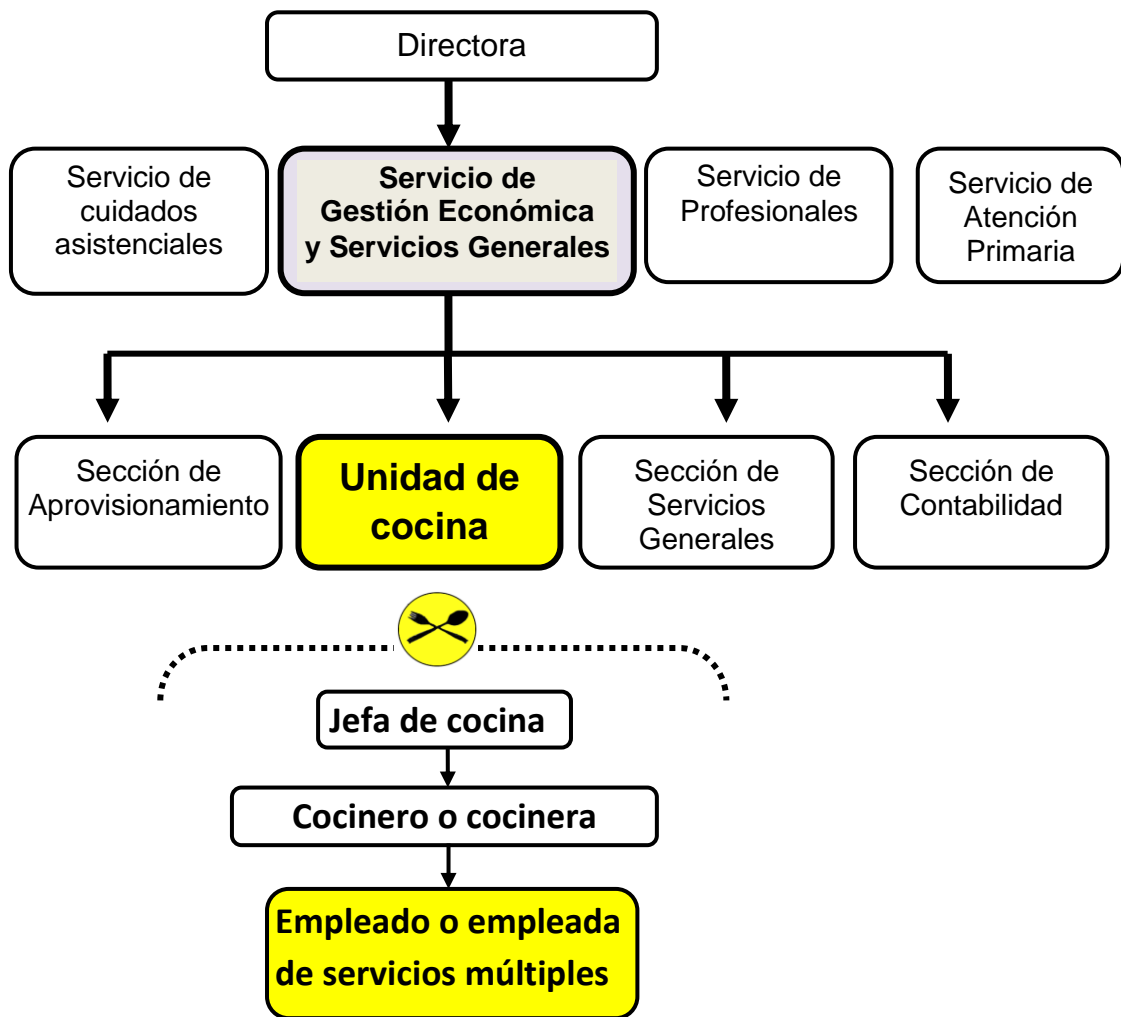 Directora
Servicio de
cuidados
asistenciales
Servicio de
Gestión Económica
y Servicios Generales
Servicio de
Profesionales
Servicio de
Atención
Primaria
Sección de
Aprovisionamiento
Unidad de
cocina
Sección de
Servicios
Generales
Sección de
Contabilidad
Jefa de cocina
Cocinero o cocinera
Empleado o empleada
de servicios múltiples